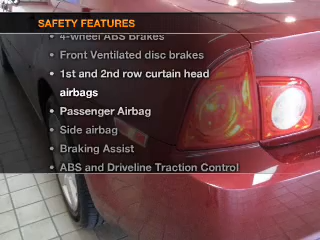 SAFETY FEATURES
• 4-wheel ABS Brakes
• Front Ventilated disc brakes
• 1st and 2nd row curtain head
airbags
• Passenger Airbag
• Side airbag
• Braking Assist
• ABS and Driveline Traction Control